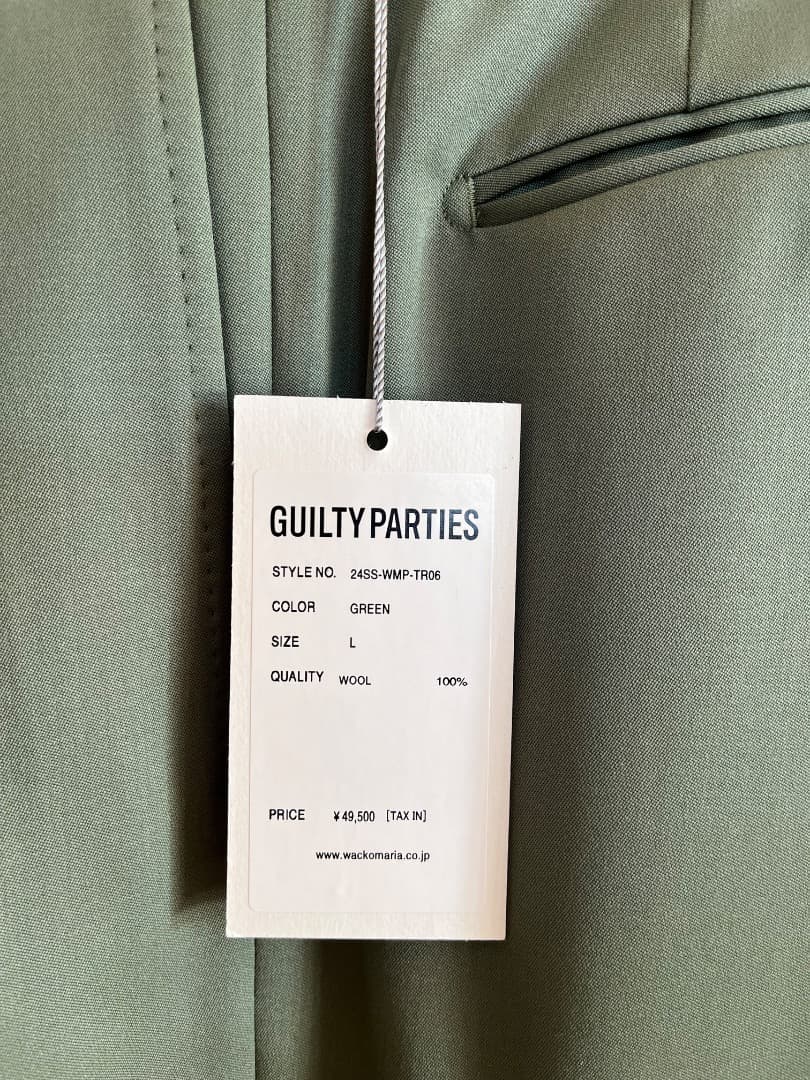 GUILTY PARTIES
STYLE NO. 24SS-WMP-TR06
COLOR GREEN
SIZE L
QUALITY WOOL 100%
PRICE ¥49,500 [TAX IN]
www.wackomaria.co.jp